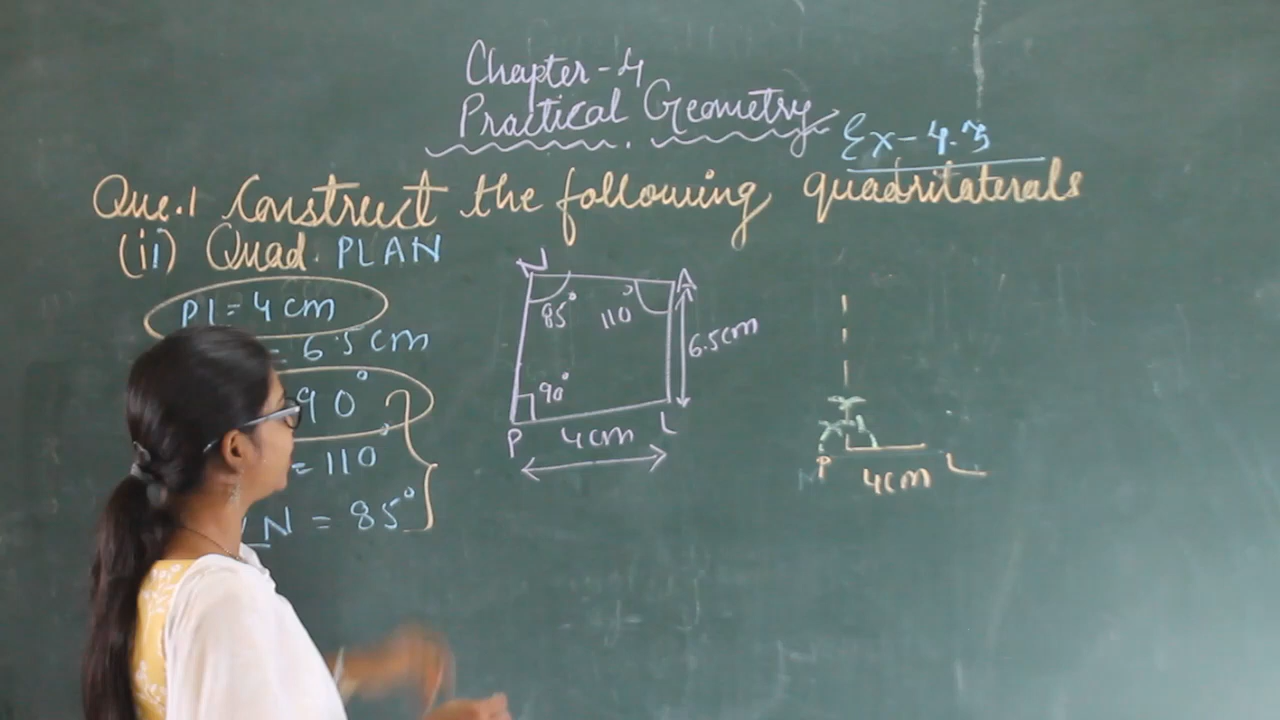 Chapter-4
Practical Geometry
Ex-4.3
Que.1 Construct the following quadrilaterals
(ii) Quad. PLAN
PL = 4 cm
= 6.5 cm
90°
= 110°
∠N = 85°
N A
85° 110°
6.5cm
90°
P 4cm L
P 4cm L